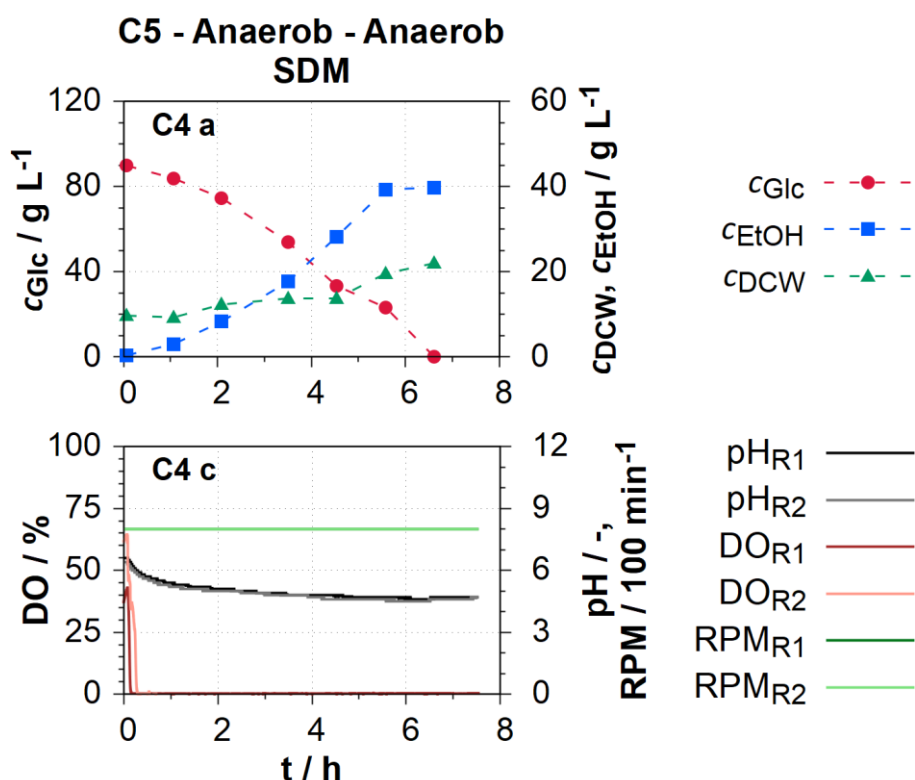 C5 - Anaerob - Anaerob
SDM
C4 a
120
80
40
0
60
40
20
0
0 2 4 6 8
cGlc / g L-1
cDCW, cEtOH / g L-1
cGlc
cEtOH
cDCW
C4 c
100
75
50
25
0
12
9
6
3
0
0 2 4 6 8
DO / %
pH / -,
RPM / 100 min-1
t / h
pHR1
pHR2
DOR1
DOR2
RPMR1
RPMR2